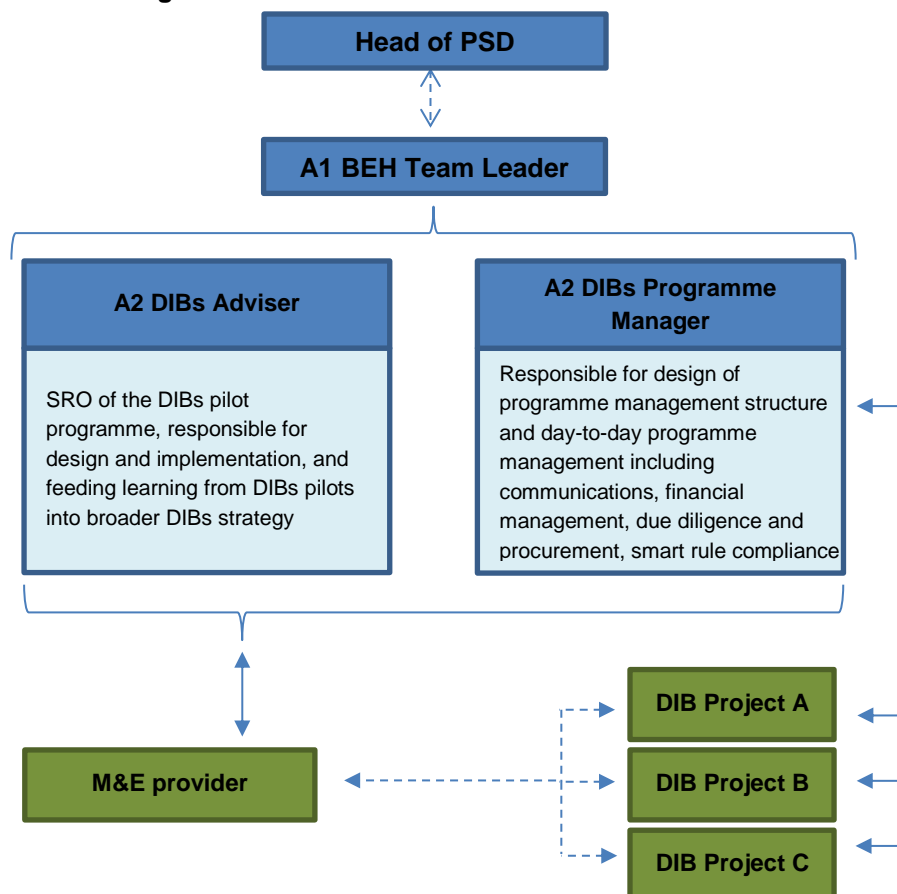 Head of PSD
A1 BEH Team Leader
A2 DIBs Adviser
SRO of the DIBs pilot
programme, responsible for
design and implementation, and
feeding learning from DIBs pilots
into broader DIBs strategy
A2 DIBs Programme
Manager
Responsible for design of
programme management structure
and day-to-day programme
management including
communications, financial
management, due diligence and
procurement, smart rule compliance
M&E provider
DIB Project A
DIB Project B
DIB Project C